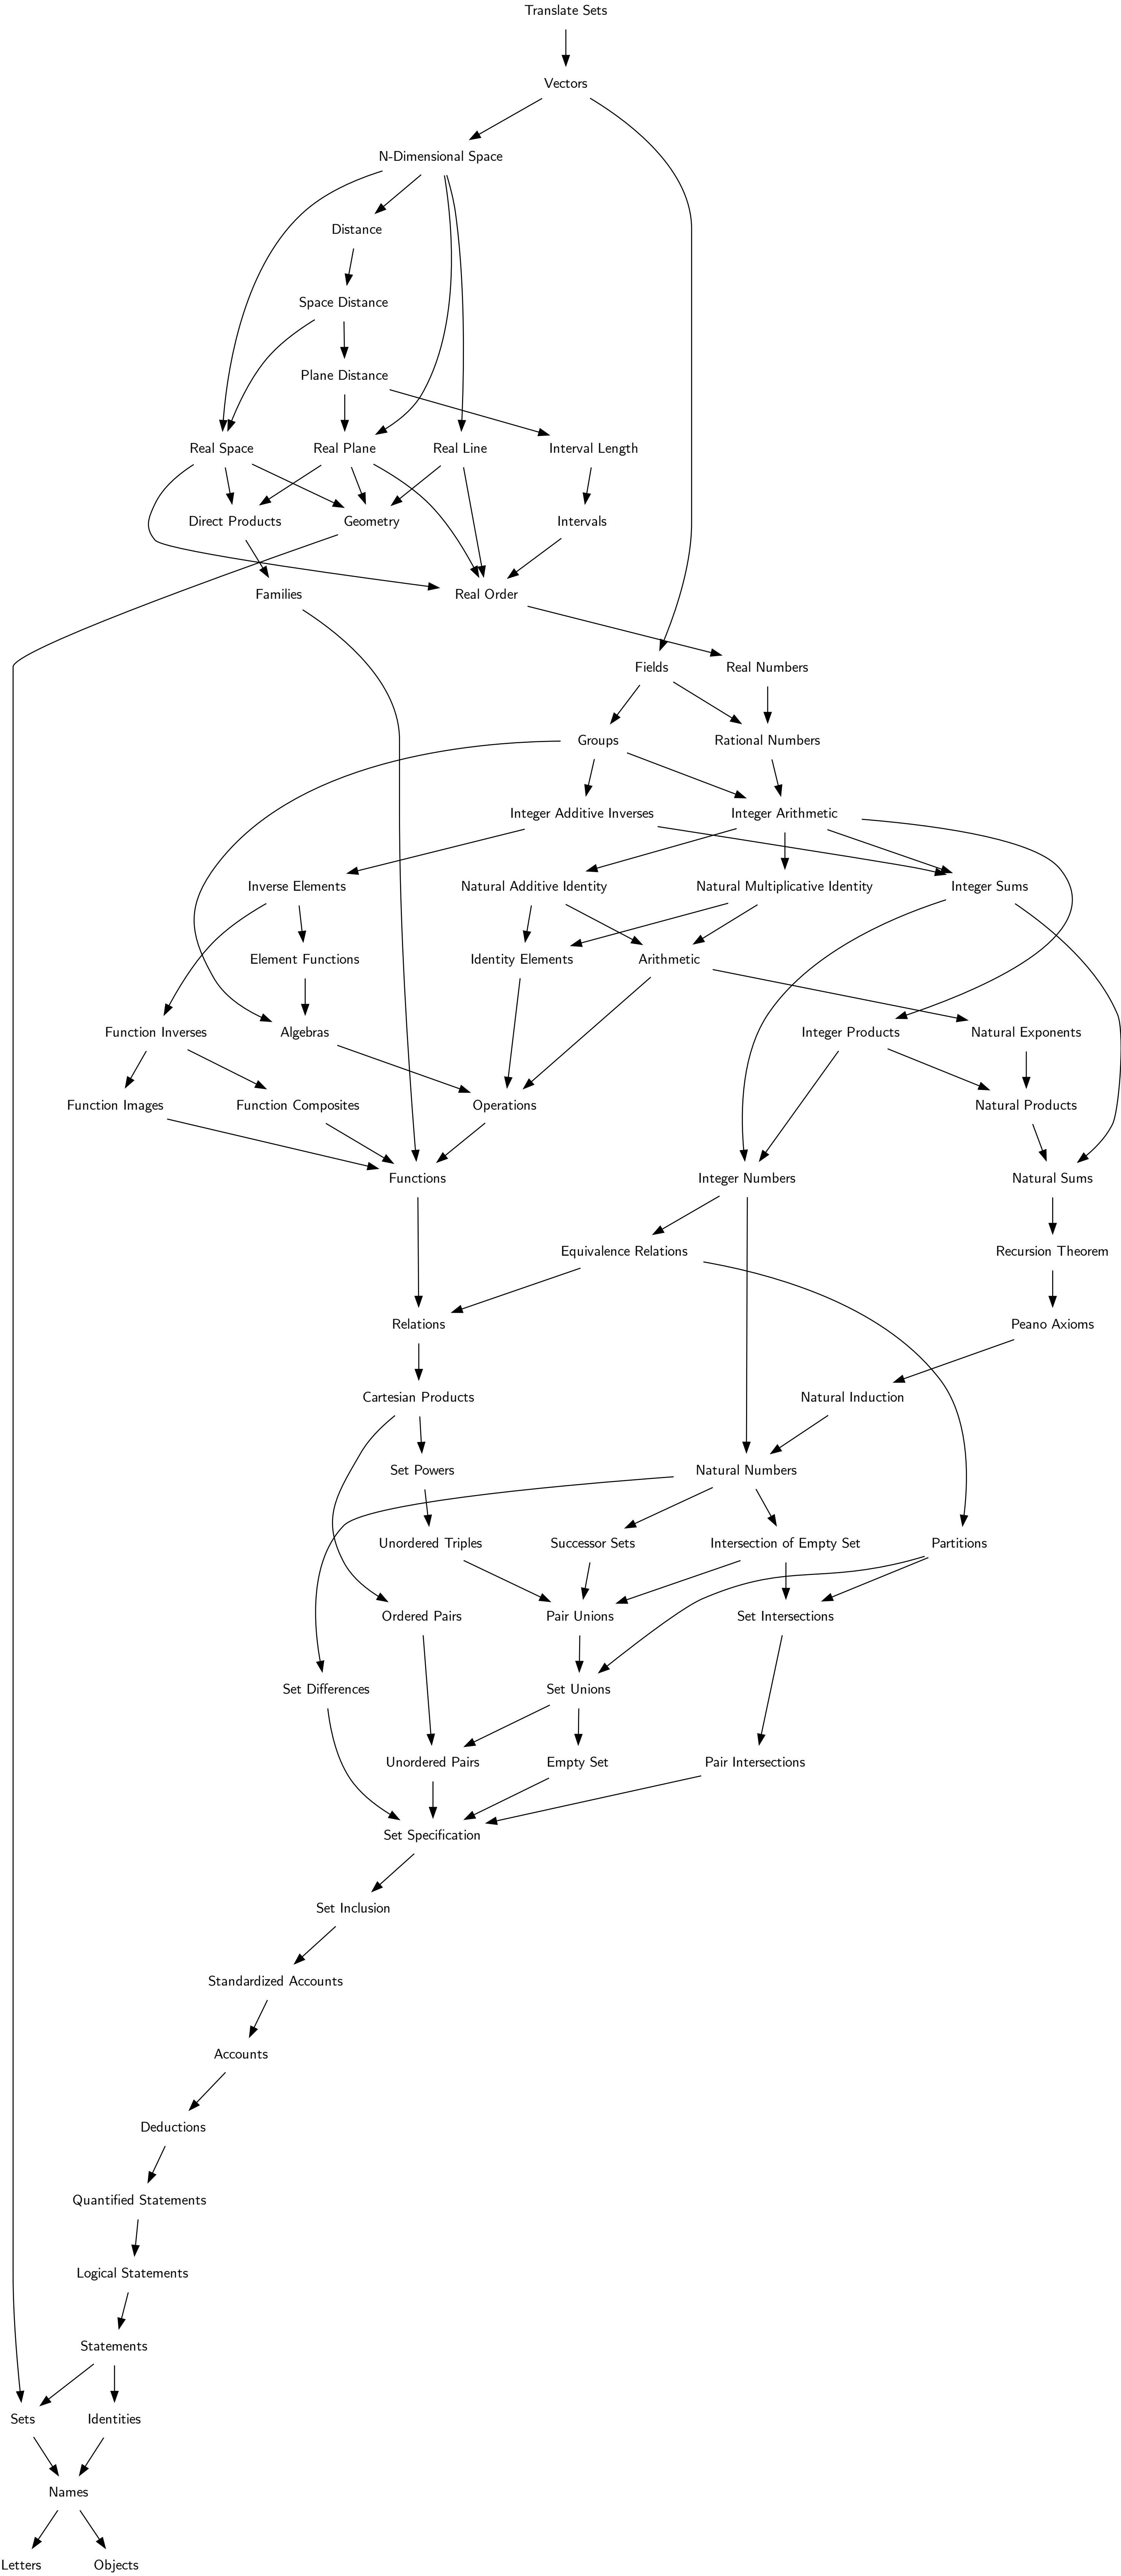 Translate Sets
Vectors
N-Dimensional Space
Distance
Space Distance
Plane Distance
Real Space
Real Plane
Real Line
Interval Length
Direct Products
Geometry
Intervals
Families
Real Order
Fields
Real Numbers
Groups
Rational Numbers
Integer Additive Inverses
Integer Arithmetic
Inverse Elements
Natural Additive Identity
Natural Multiplicative Identity
Integer Sums
Element Functions
Identity Elements
Arithmetic
Function Inverses
Algebras
Integer Products
Natural Exponents
Function Images
Function Composites
Operations
Natural Products
Functions
Integer Numbers
Natural Sums
Equivalence Relations
Recursion Theorem
Relations
Peano Axioms
Cartesian Products
Natural Induction
Set Powers
Natural Numbers
Unordered Triples
Successor Sets
Intersection of Empty Set
Partitions
Ordered Pairs
Pair Unions
Set Intersections
Set Differences
Set Unions
Unordered Pairs
Empty Set
Pair Intersections
Set Specification
Set Inclusion
Standardized Accounts
Accounts
Deductions
Quantified Statements
Logical Statements
Statements
Sets
Identities
Names
Letters
Objects